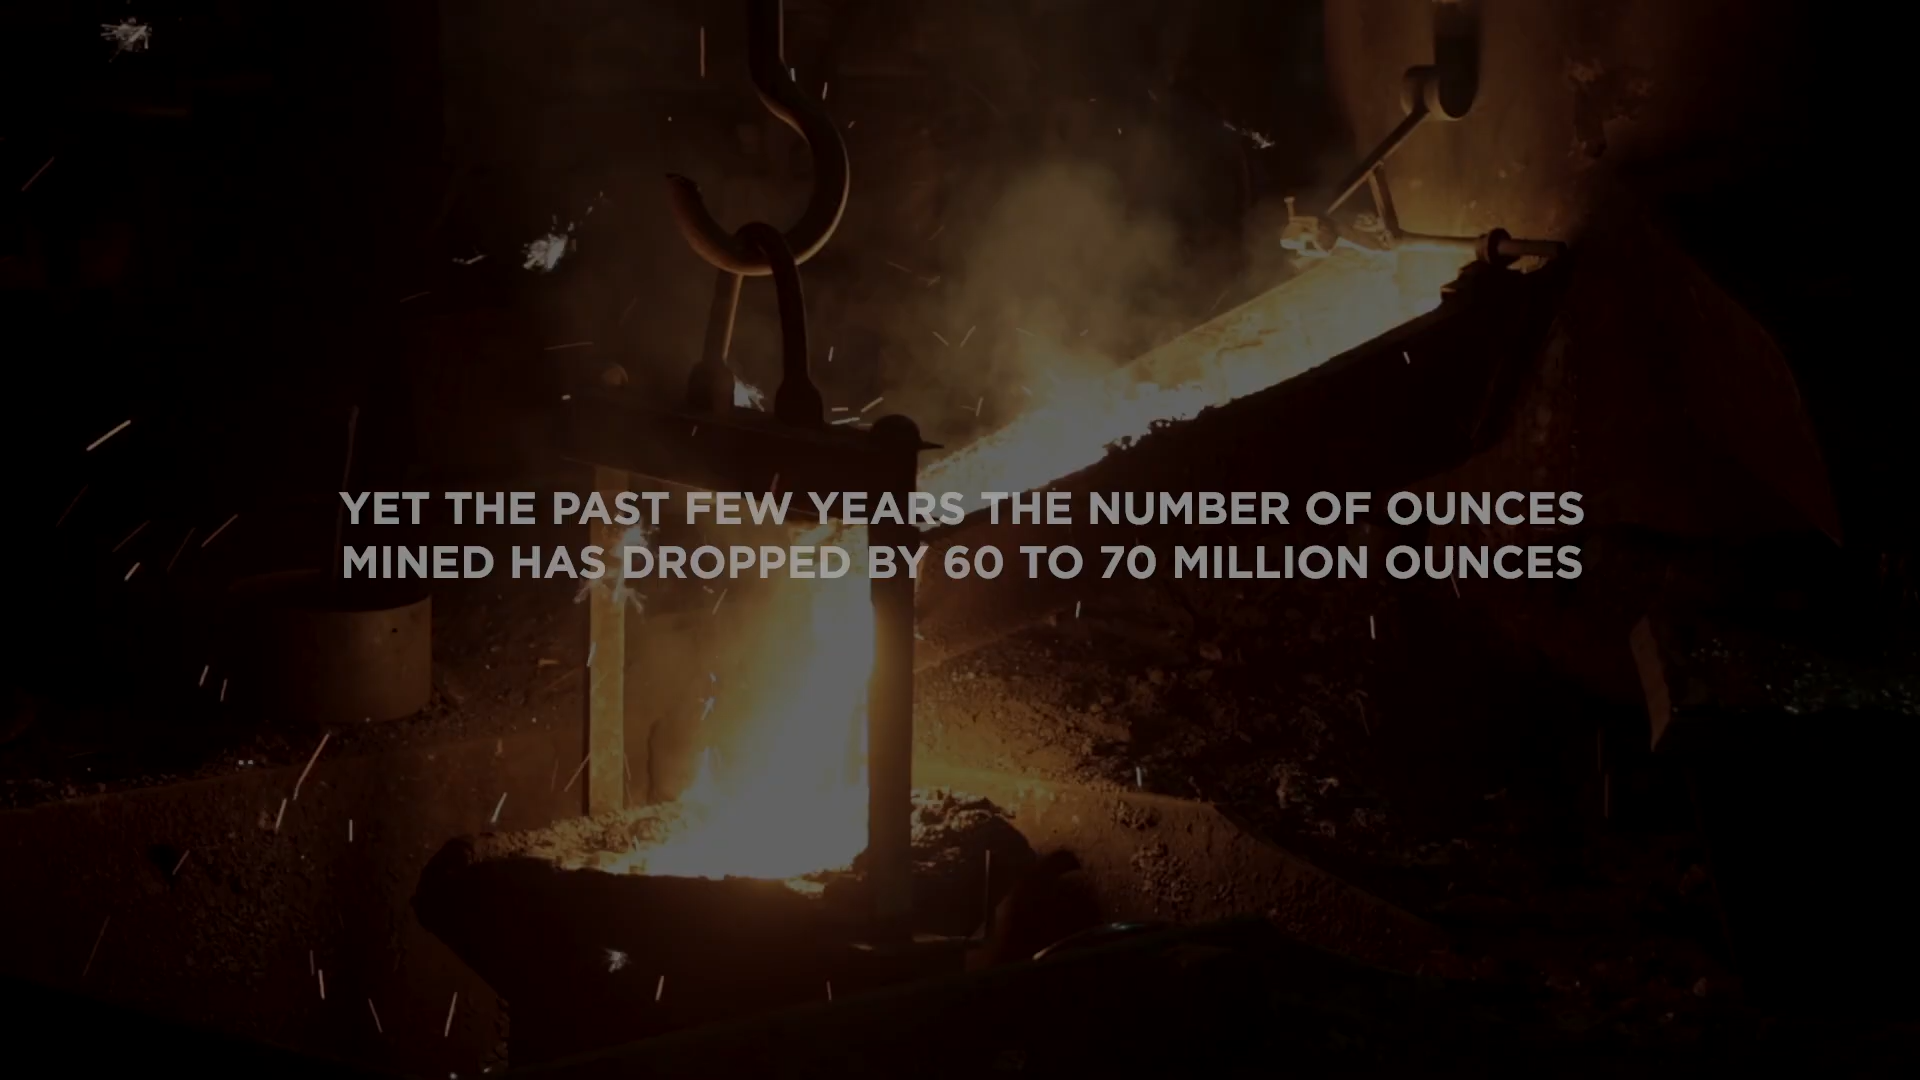 YET THE PAST FEW YEARS THE NUMBER OF OUNCES
MINED HAS DROPPED BY 60 TO 70 MILLION OUNCES